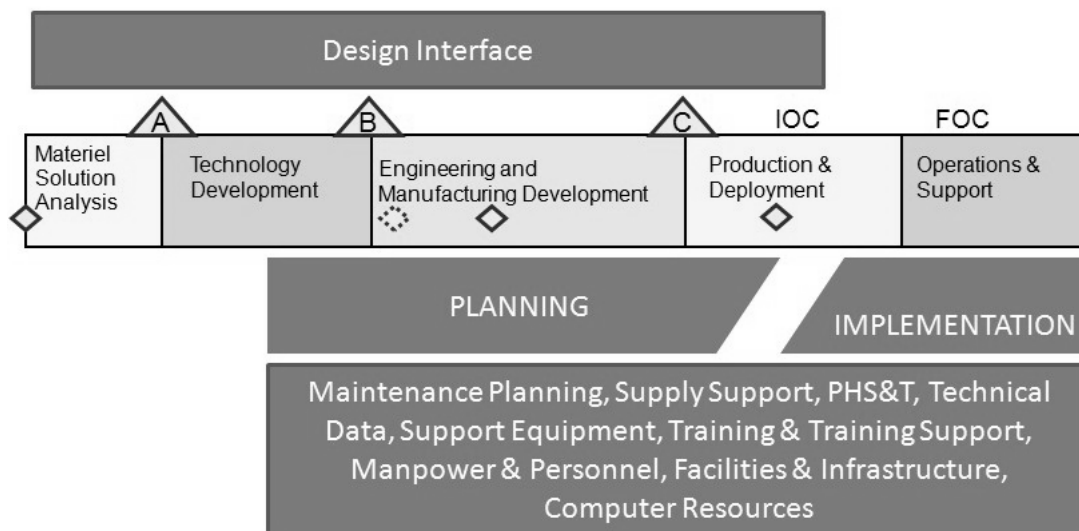 Design Interface
A
B
C
IOC
FOC
Materiel
Solution
Analysis
Technology
Development
Engineering and
Manufacturing Development
Production &
Deployment
Operations &
Support
PLANNING
IMPLEMENTATION
Maintenance Planning, Supply Support, PHS&T, Technical
Data, Support Equipment, Training & Training Support,
Manpower & Personnel, Facilities & Infrastructure,
Computer Resources